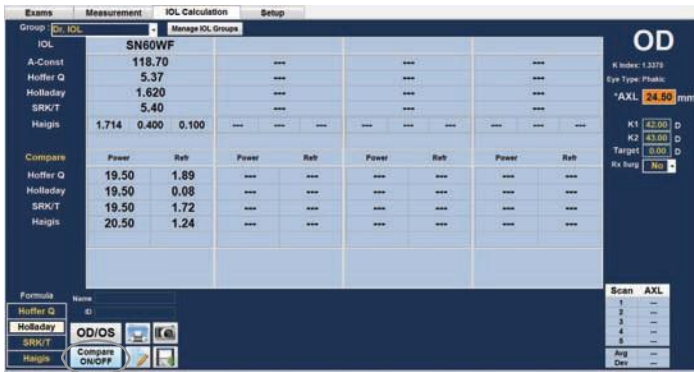 Exams Measurement IOL Calculation Setup
Group : Dr. IOL Manage IOL Groups
IOL SN60WF --- --- ---
A-Const 118.70 --- --- ---
Hoffer Q 5.37 --- --- ---
Holladay 1.620 --- --- ---
SRK/T 5.40 --- --- ---
Haigis 1.714 0.400 0.100 --- --- --- --- --- --- --- --- ---
Compare Power Refr Power Refr Power Refr Power Refr
Hoffer Q 19.50 1.89 --- --- --- --- --- ---
Holladay 19.50 0.08 --- --- --- --- --- ---
SRK/T 19.50 1.72 --- --- --- --- --- ---
Haigis 20.50 1.24 --- --- --- --- --- ---
OD
K Index: 1.3375
Eye Type: Phakic
*AXL 24.50 mm
K1 42.00 D
K2 43.00 D
Target 0.00 D
Rx Surg No
Formula
Hoffer Q
Holladay
SRK/T
Haigis
Name
ID
OD/OS
Compare
ON/OFF
Scan AXL
1 --
2 --
3 --
4 --
5 --
Avg --
Dev --